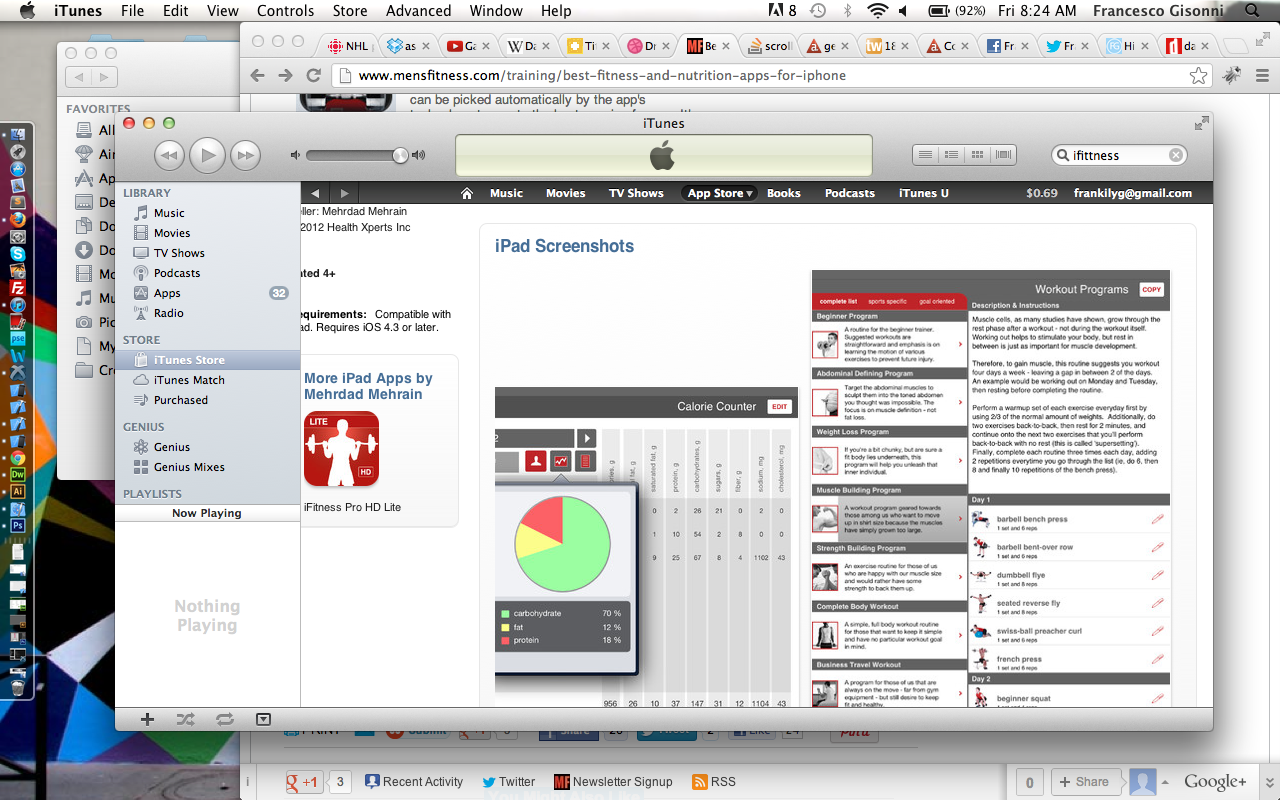 iTunes File Edit View Controls Store Advanced Window Help
8 (92%) Fri 8:24 AM Francesco Gisonni
NHL as Ga Da Ti Dr Be scroll ge 18 Co Fr Fr Hi da
www.mensfitness.com/training/best-fitness-and-nutrition-apps-for-iphone
can be picked automatically by the app's
FAVORITES
All
Air
Ap
De
Do
Do
Mo
Mu
Pic
My
Cre
iTunes
ifittness
LIBRARY
Music
Movies
TV Shows
Podcasts
Apps 32
Radio
STORE
iTunes Store
iTunes Match
Purchased
GENIUS
Genius
Genius Mixes
PLAYLISTS
Now Playing
Nothing
Playing
Music Movies TV Shows App Store Books Podcasts iTunes U $0.69 frankilyg@gmail.com
ller: Mehrdad Mehrain
2012 Health Xperts Inc
ated 4+
equirements: Compatible with
ad. Requires iOS 4.3 or later.
More iPad Apps by
Mehrdad Mehrain
LITE
HD
iFitness Pro HD Lite
iPad Screenshots
Calorie Counter EDIT
saturated fat, g
protein, g
carbohydrates, g
sugars, g
fiber, g
sodium, mg
cholesterol, mg
0 2 26 21 0 2 0
1 10 54 2 8 0 0
9 25 67 8 4 1102 43
carbohydrate 70 %
fat 12 %
protein 18 %
956 26 10 37 147 31 12 1104 43
Workout Programs COPY
complete list sports specific goal oriented
Beginner Program
A routine for the beginner trainer.
Suggested workouts are
straightforward and emphasis is on
learning the motion of various
exercises to prevent future injury.
Abdominal Defining Program
Target the abdominal muscles to
sculpt them into the toned abdomen
you thought was impossible. The
focus is on muscle definition - not
fat loss.
Weight Loss Program
If you're a bit chunky, but are sure a
fit body lies underneath, this
program will help you unleash that
inner individual.
Muscle Building Program
A workout program geared towards
those among us who want to move
up in shirt size because the muscles
have simply grown too large.
Strength Building Program
An exercise routine for those of us
who are happy with our muscle size
and would rather have some
strength to back them up.
Complete Body Workout
A simple, full body workout routine
for those that want to keep it simple
and have no particular workout goal
in mind.
Business Travel Workout
A program for those of us that are
always on the move - far from gym
equipment - but still desire to keep
fit and healthy.
Description & Instructions
Muscle cells, as many studies have shown, grow through the
rest phase after a workout - not during the workout itself.
Working out helps to stimulate your body, but rest in
between is just as important for muscle development.
Therefore, to gain muscle, this routine suggests you workout
four days a week - leaving a gap in between 2 of the days.
An example would be working out on Monday and Tuesday,
then resting before completing the routine.
Perform a warmup set of each exercise everyday first by
using 2/3 of the normal amount of weights. Additionally, do
two exercises back-to-back, then rest for 2 minutes, and
continue onto the next two exercises that you'll perform
back-to-back with no rest (this is called 'supersetting').
Finally, complete each routine three times each day, adding
2 repetitions everytime you go through the list (ie. do 6, then
8 and finally 10 repetitions of the bench press).
Day 1
barbell bench press
1 set and 6 reps
barbell bent-over row
1 set and 6 reps
dumbbell flye
1 set and 6 reps
seated reverse fly
1 set and 6 reps
swiss-ball preacher curl
1 set and 6 reps
french press
1 set and 6 reps
Day 2
beginner squat
1 set and 6 reps
PRINT Submit Share Tweet 2 Like 24
+1 3 Recent Activity Twitter Newsletter Signup RSS 0 + Share Google+